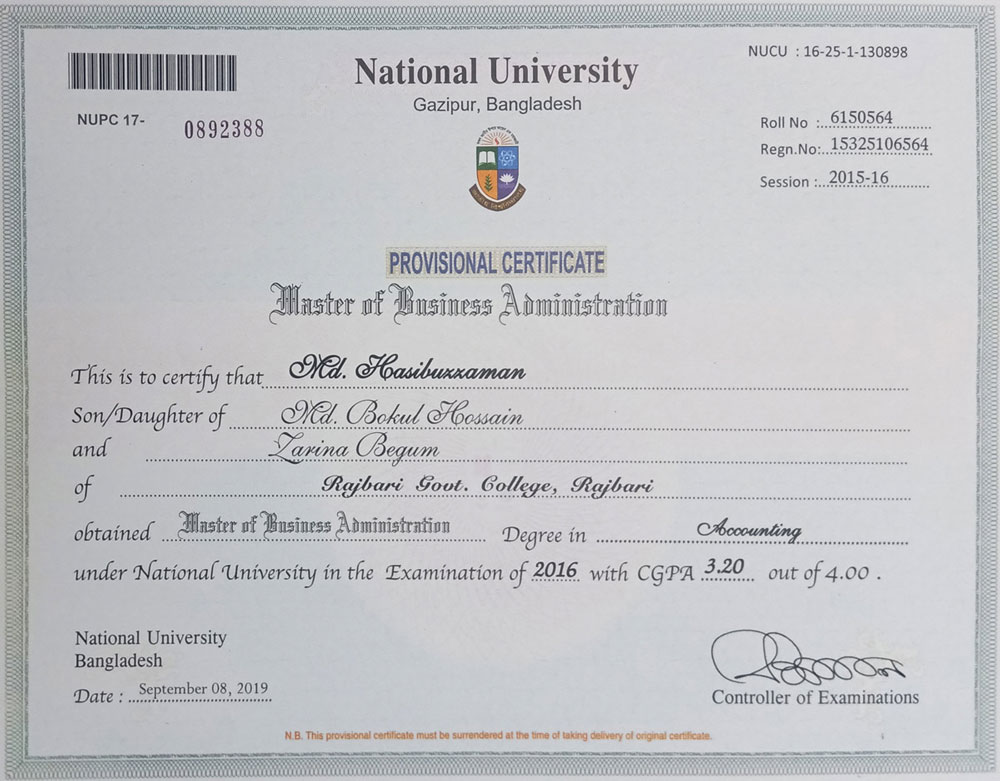 NUCU : 16-25-1-130898
National University
Gazipur, Bangladesh
NUPC 17- 0892388
Roll No : 6150564
Regn.No: 15325106564
Session : 2015-16
PROVISIONAL CERTIFICATE
Master of Business Administration
This is to certify that Md. Hasibuzzaman
Son/Daughter of Md. Bokul Hossain
and Zarina Begum
of Rajbari Govt. College, Rajbari
obtained Master of Business Administration Degree in Accounting
under National University in the Examination of 2016 with CGPA 3.20 out of 4.00 .
National University
Bangladesh
Date : September 08, 2019
Controller of Examinations
N.B. This provisional certificate must be surrendered at the time of taking delivery of original certificate.